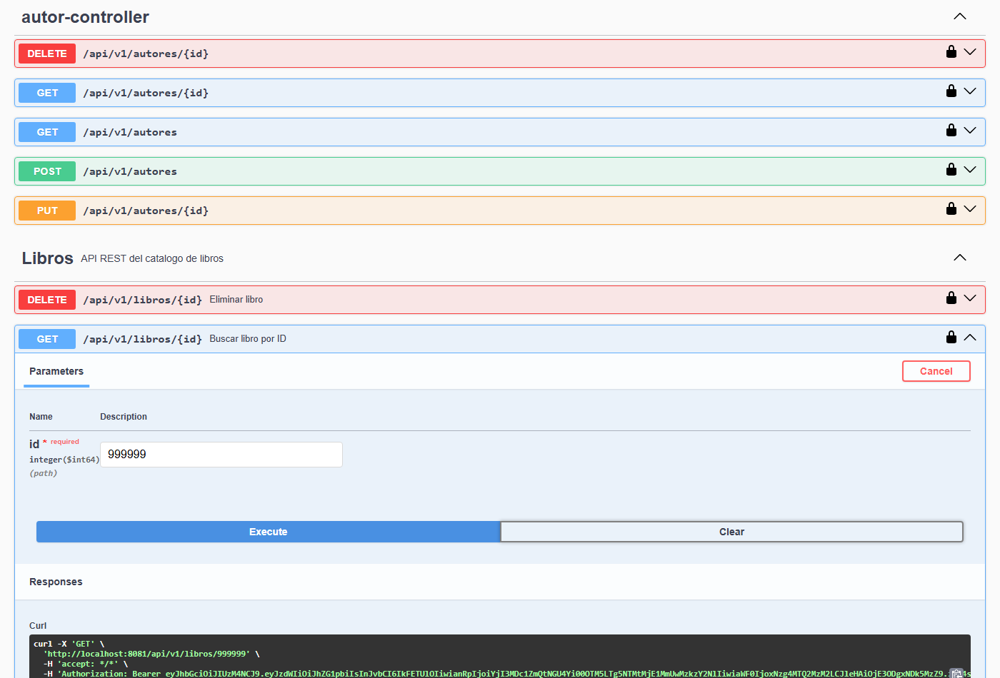 autor-controller
DELETE /api/v1/autores/{id}
GET /api/v1/autores/{id}
GET /api/v1/autores
POST /api/v1/autores
PUT /api/v1/autores/{id}
Libros API REST del catalogo de libros
DELETE /api/v1/libros/{id} Eliminar libro
GET /api/v1/libros/{id} Buscar libro por ID
Parameters Cancel
Name Description
id * required
integer($int64) 999999
(path)
Execute Clear
Responses
Curl
curl -X 'GET' \
'http://localhost:8081/api/v1/libros/999999' \
-H 'accept: */*' \
-H 'Authorization: Bearer